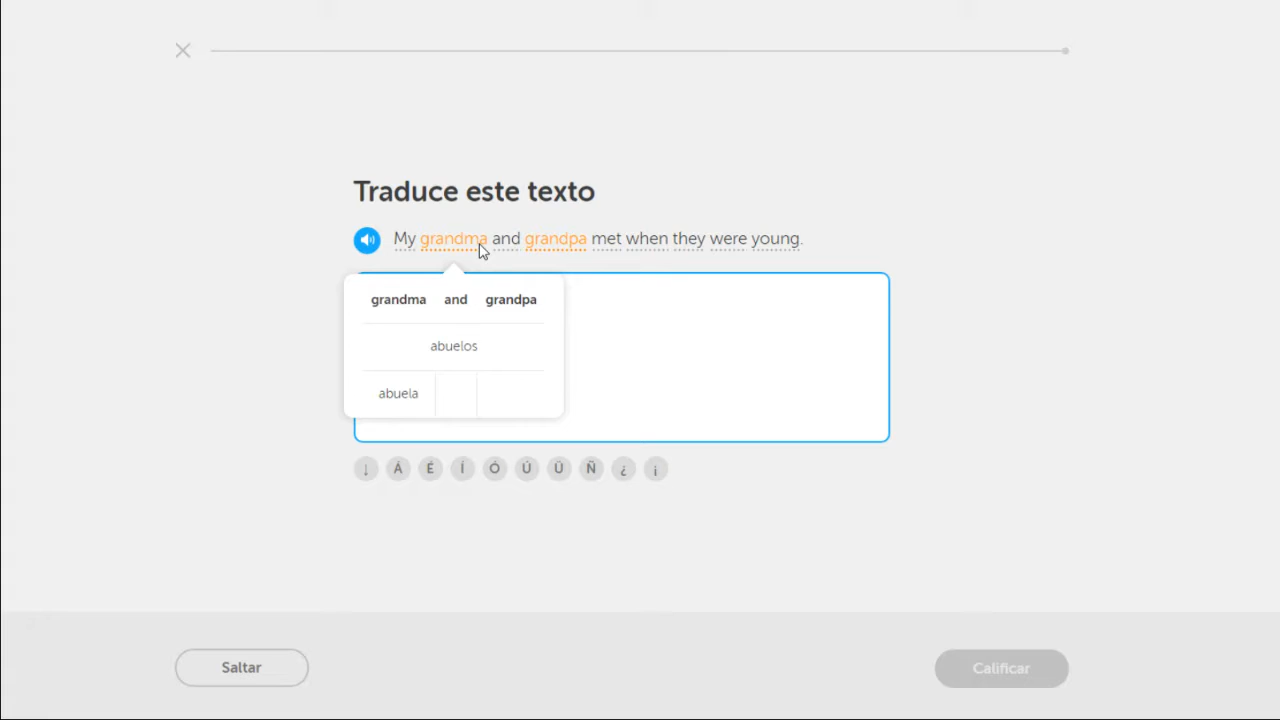 Traduce este texto
My grandma and grandpa met when they were young.
grandma and grandpa
abuelos
abuela
↓ Á É Í Ó Ú Ü Ñ ¿ ¡
Saltar
Calificar